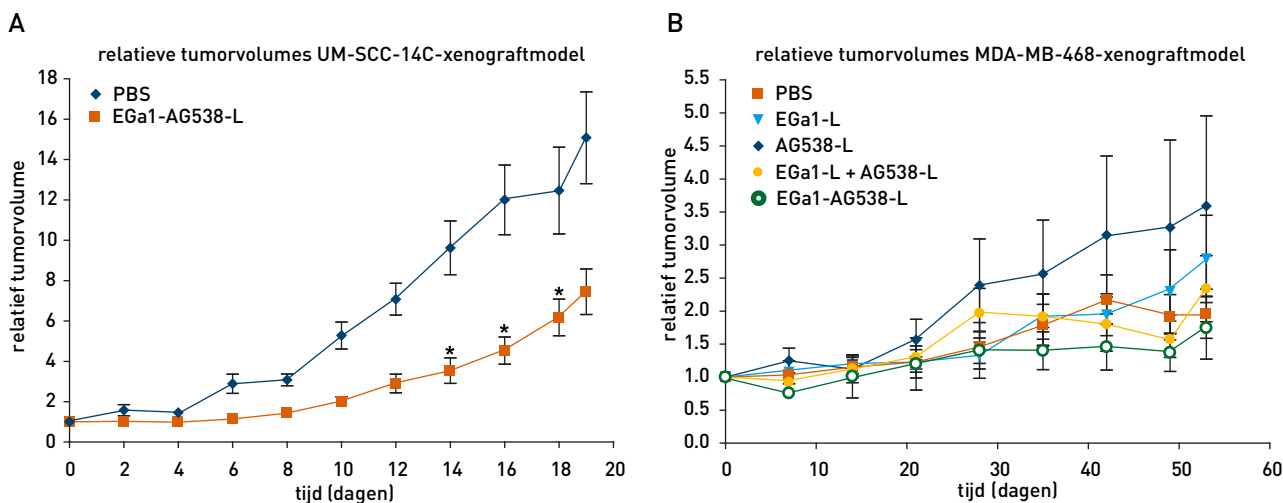 A
relatieve tumorvolumes UM-SCC-14C-xenograftmodel
18
16
14
12
10
8
6
4
2
0
relatief tumorvolume
PBS
EGa1-AG538-L
*
*
*
0 2 4 6 8 10 12 14 16 18 20
tijd (dagen)
B
relatieve tumorvolumes MDA-MB-468-xenograftmodel
5.5
5.0
4.5
4.0
3.5
3.0
2.5
2.0
1.5
1.0
0.5
0.0
relatief tumorvolume
PBS
EGa1-L
AG538-L
EGa1-L + AG538-L
EGa1-AG538-L
0 10 20 30 40 50 60
tijd (dagen)